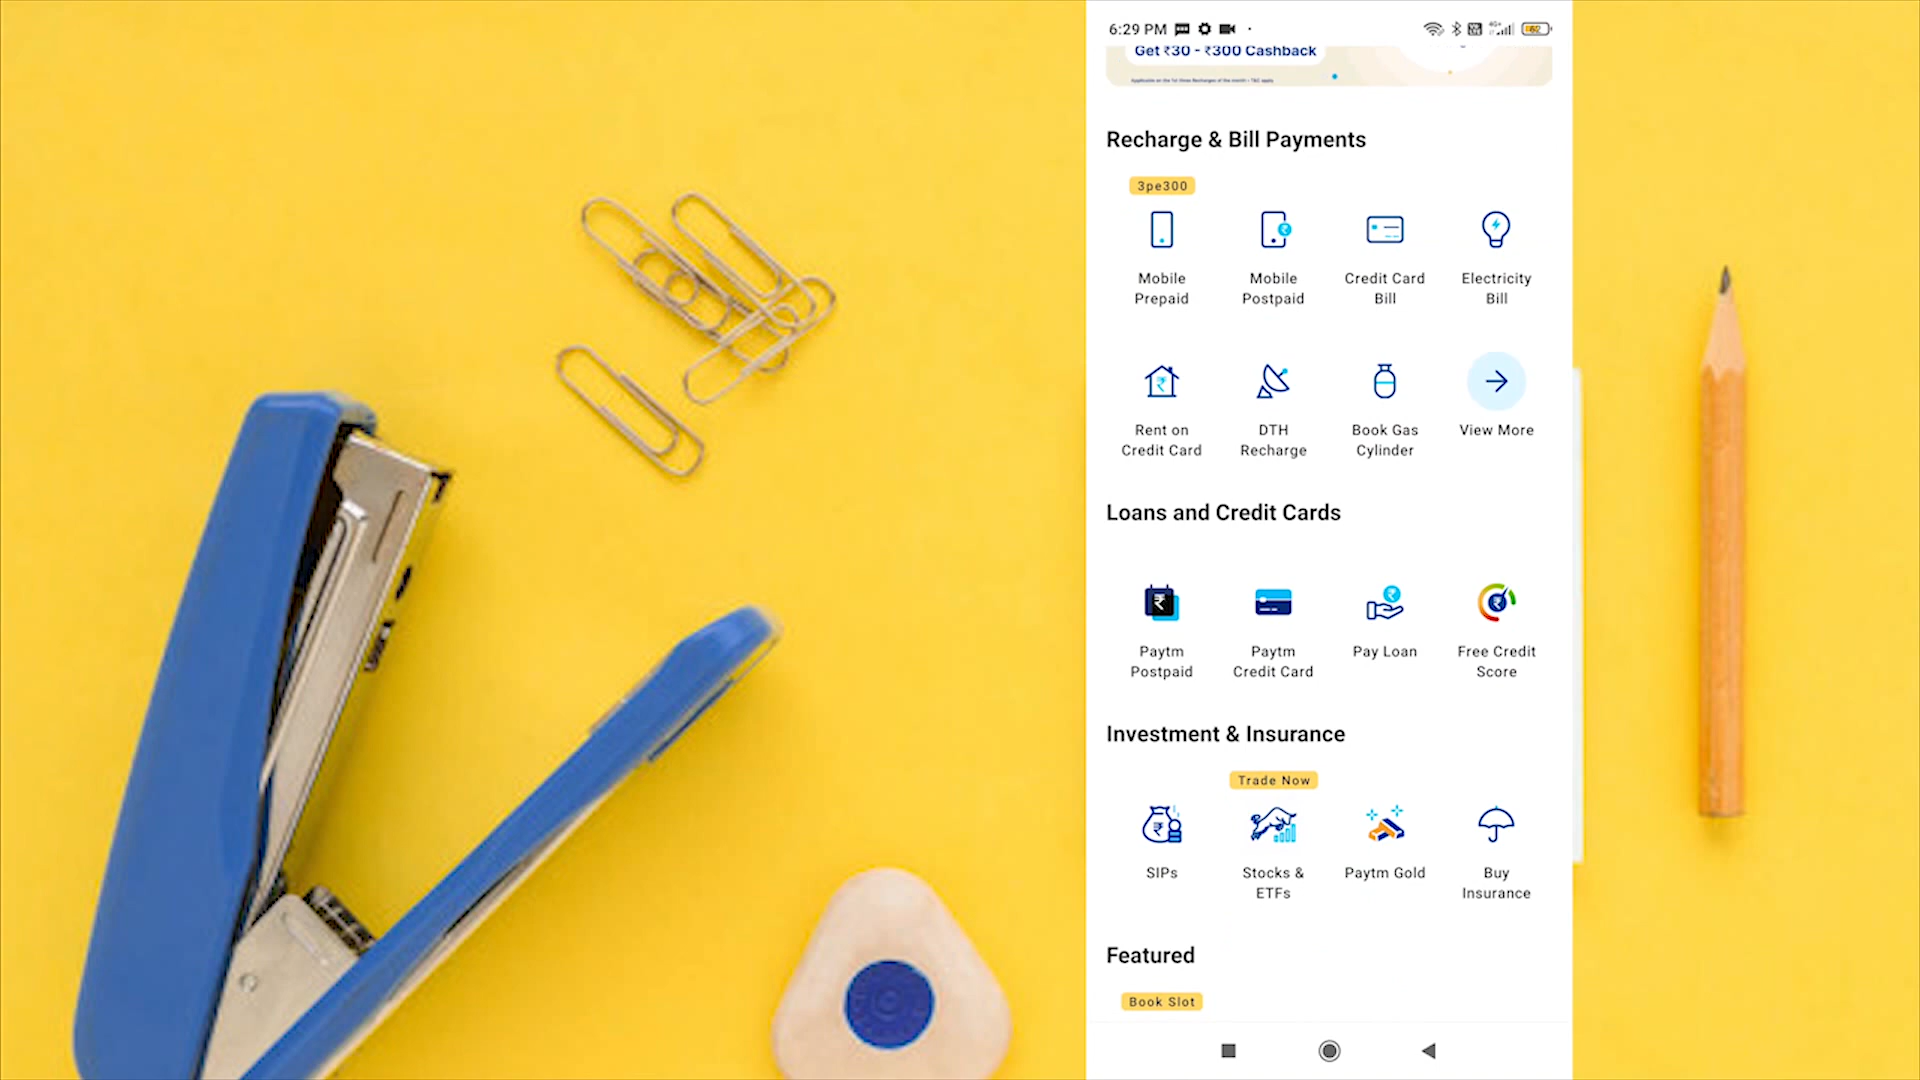 6:29 PM
Get ₹30 - ₹300 Cashback
Applicable on the 1st three Recharges of the month • T&C apply
Recharge & Bill Payments
3pe300
Mobile Prepaid
Mobile Postpaid
Credit Card Bill
Electricity Bill
Rent on Credit Card
DTH Recharge
Book Gas Cylinder
View More
Loans and Credit Cards
Paytm Postpaid
Paytm Credit Card
Pay Loan
Free Credit Score
Investment & Insurance
Trade Now
SIPs
Stocks & ETFs
Paytm Gold
Buy Insurance
Featured
Book Slot